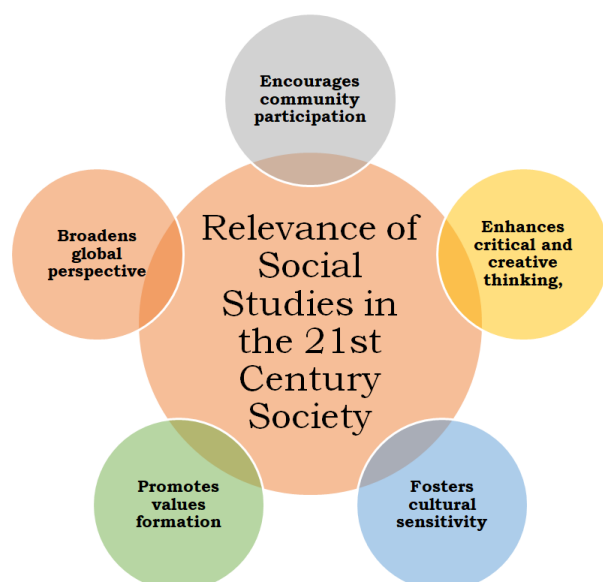 Encourages
community
participation
Broadens
global
perspective
Relevance of
Social
Studies in
the 21st
Century
Society
Enhances
critical and
creative
thinking,
Promotes
values
formation
Fosters
cultural
sensitivity